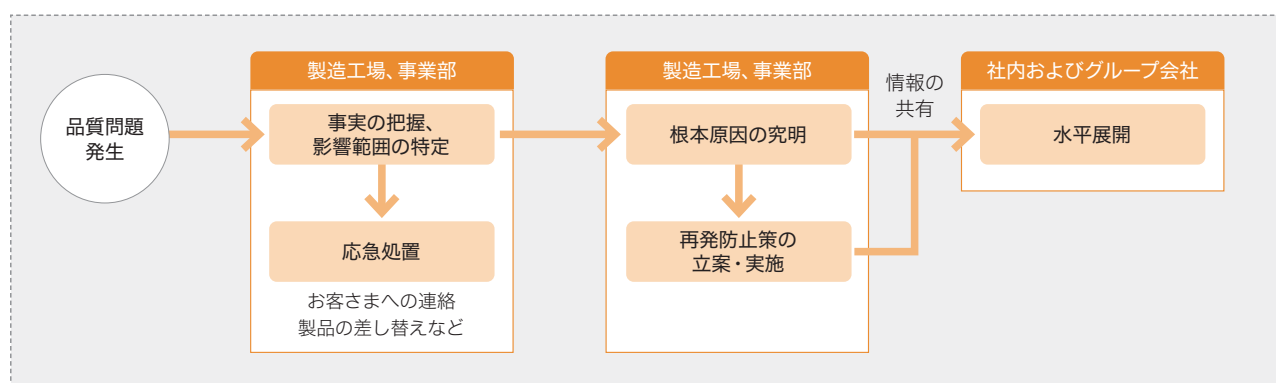 品質問題
発生
製造工場、事業部
事実の把握、
影響範囲の特定
応急処置
お客さまへの連絡
製品の差し替えなど
製造工場、事業部
根本原因の究明
再発防止策の
立案・実施
情報の
共有
社内およびグループ会社
水平展開